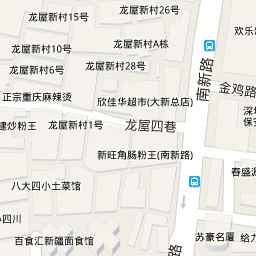 龙屋新村15号
龙屋新村26号
欢乐
龙屋新村10号
龙屋新村A栋
龙屋新村6号
龙屋新村28号
南新路
金鸡路
正宗重庆麻辣烫
欣佳华超市(大新总店)
深圳
保安
建炒粉王
龙屋新村1号
龙屋四巷
新旺角肠粉王(南新路)
春盛源
八大四小土菜馆
小四川
百食汇新疆面食馆
路
苏豪名厦
给力